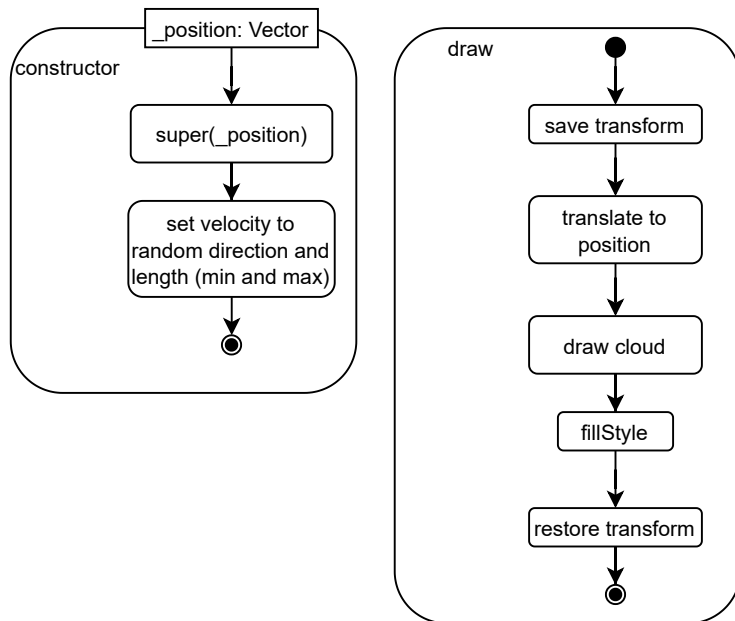 _position: Vector
constructor
super(_position)
set velocity to
random direction and
length (min and max)
draw
save transform
translate to
position
draw cloud
fillStyle
restore transform